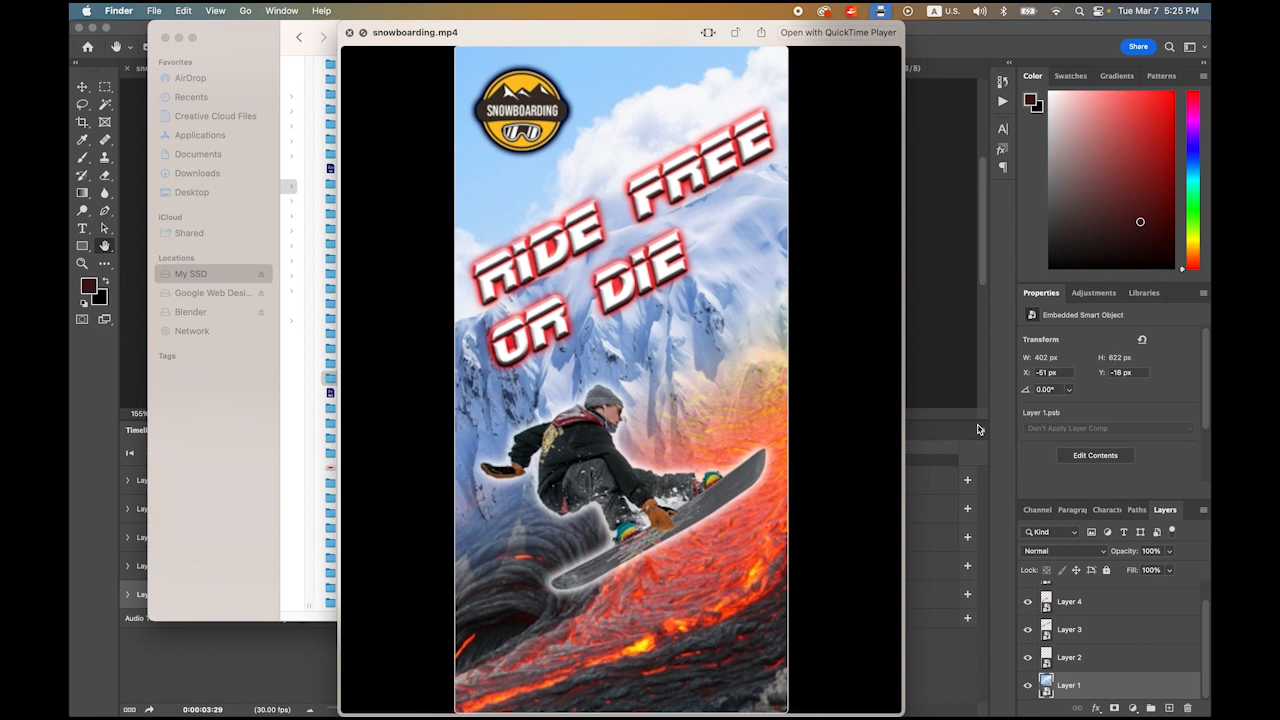 Finder File Edit View Go Window Help
A U.S. Tue Mar 7 5:25 PM
snowboarding.mp4
Open with QuickTime Player
Share
Favorites
AirDrop
Recents
Creative Cloud Files
Applications
Documents
Downloads
Desktop
iCloud
Shared
Locations
My SSD
Google Web Desi...
Blender
Network
Tags
SNOWBOARDING
RIDE FREE
OR DIE
155%
Audio
0:00:03:29 (30.00 fps)
/8)
Color Swatches Gradients Patterns
Properties Adjustments Libraries
Embedded Smart Object
Transform
W: 402 px H: 622 px
X: -51 px Y: -18 px
0.00°
Layer 1.psb
Don't Apply Layer Comp
Edit Contents
Channel Paragra Characte Paths Layers
Kind
Normal Opacity: 100%
Lock: Fill: 100%
Layer 4
Layer 3
Layer 2
Layer 1